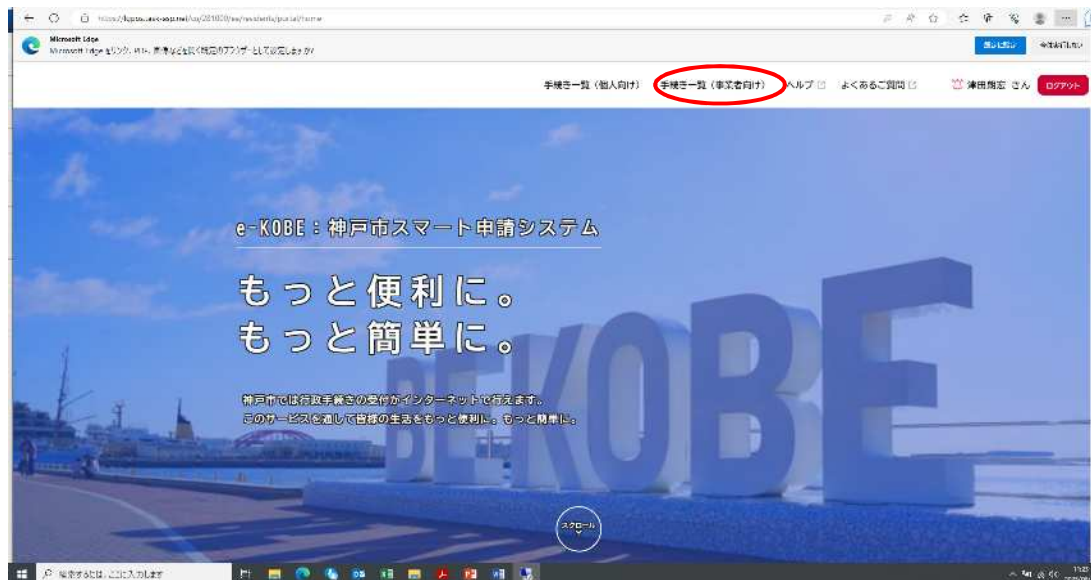 Microsoft Edge
手続き一覧（個人向け）
手続き一覧（事業者向け）
ヘルプ
よくあるご質問
さん
ログアウト
e-KOBE：神戸市スマート申請システム
もっと便利に。
もっと簡単に。
神戸市では行政手続きの受付がインターネットで行えます。
このサービスを通して皆様の生活をもっと便利に。もっと簡単に。
BE KOBE
スクロール